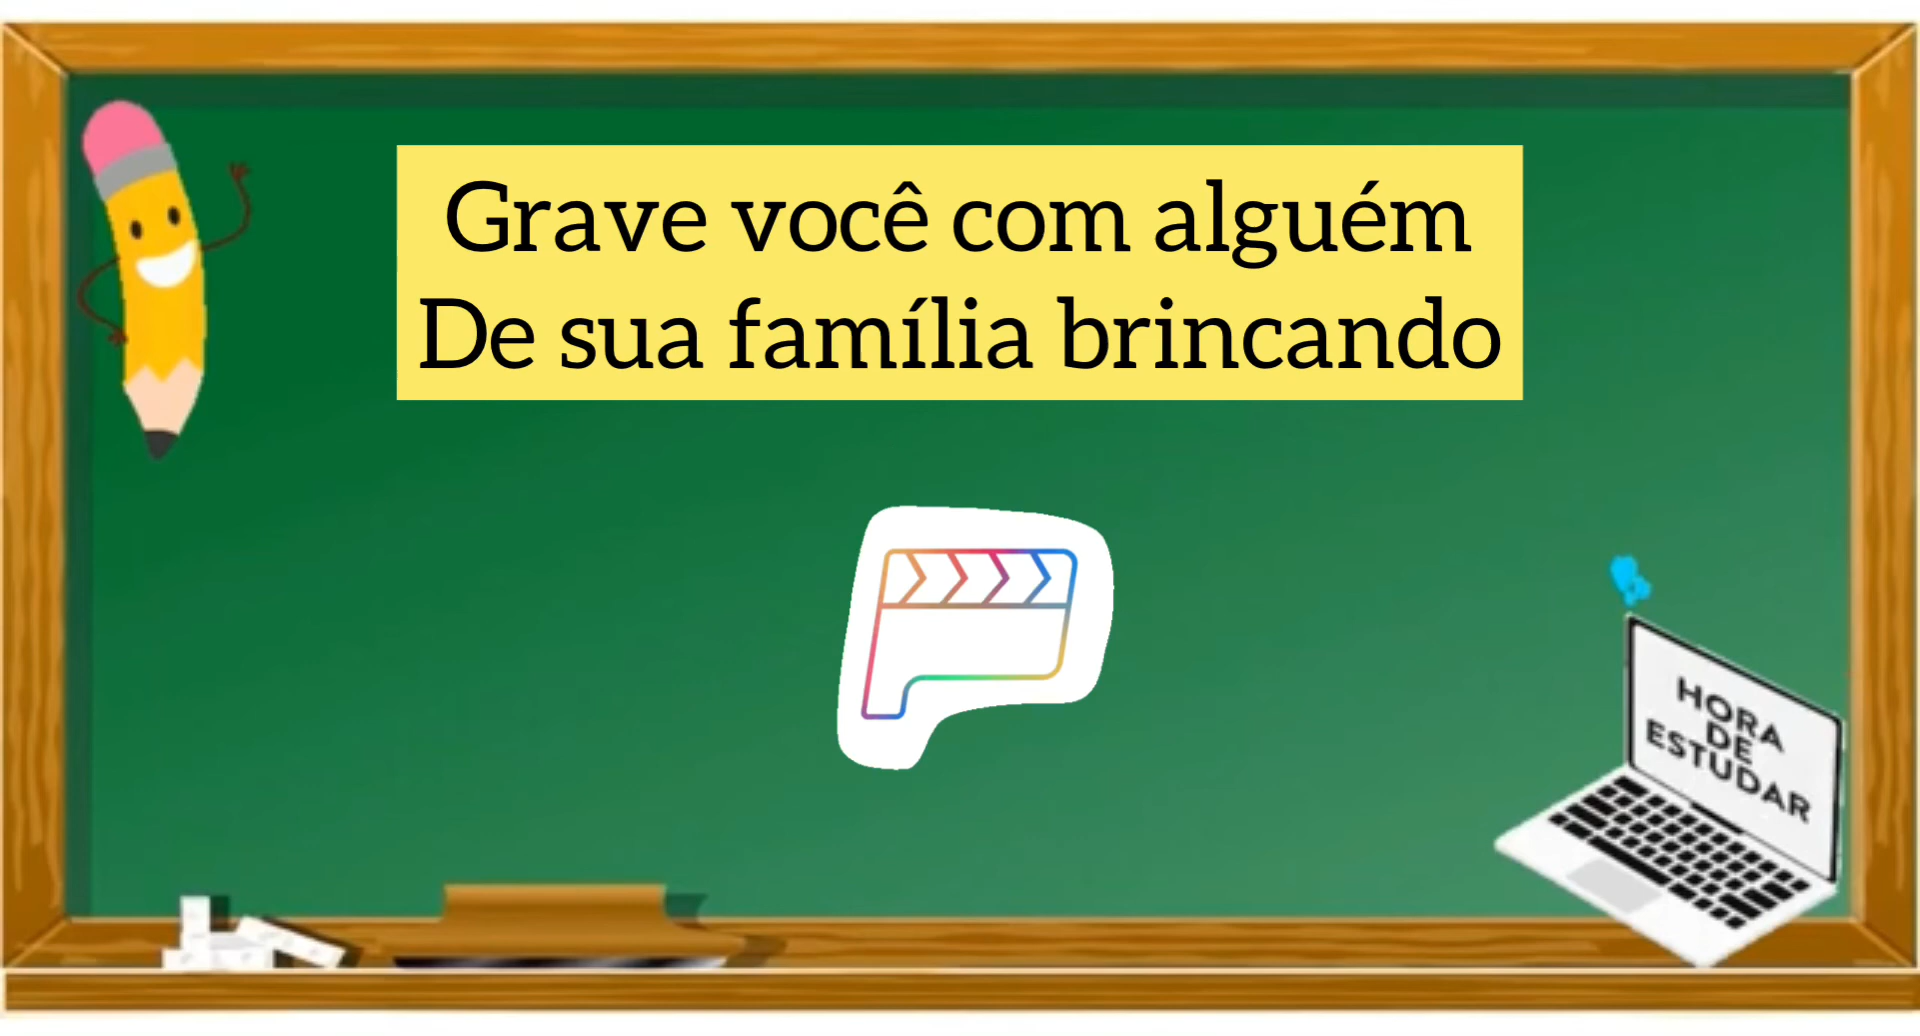 Grave você com alguém
De sua família brincando
HORA
DE
ESTUDAR